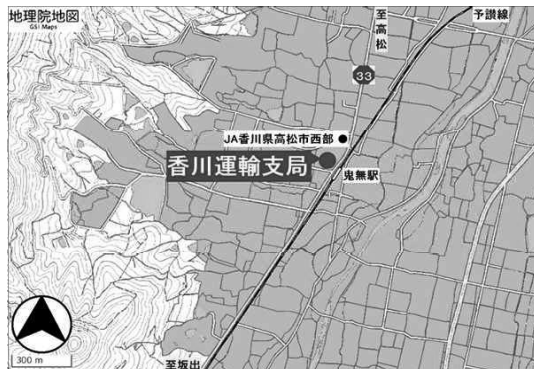 地理院地図
GSI Maps
至高松
予讃線
33
JA香川県高松市西部
香川運輸支局
鬼無駅
300 m
至坂出